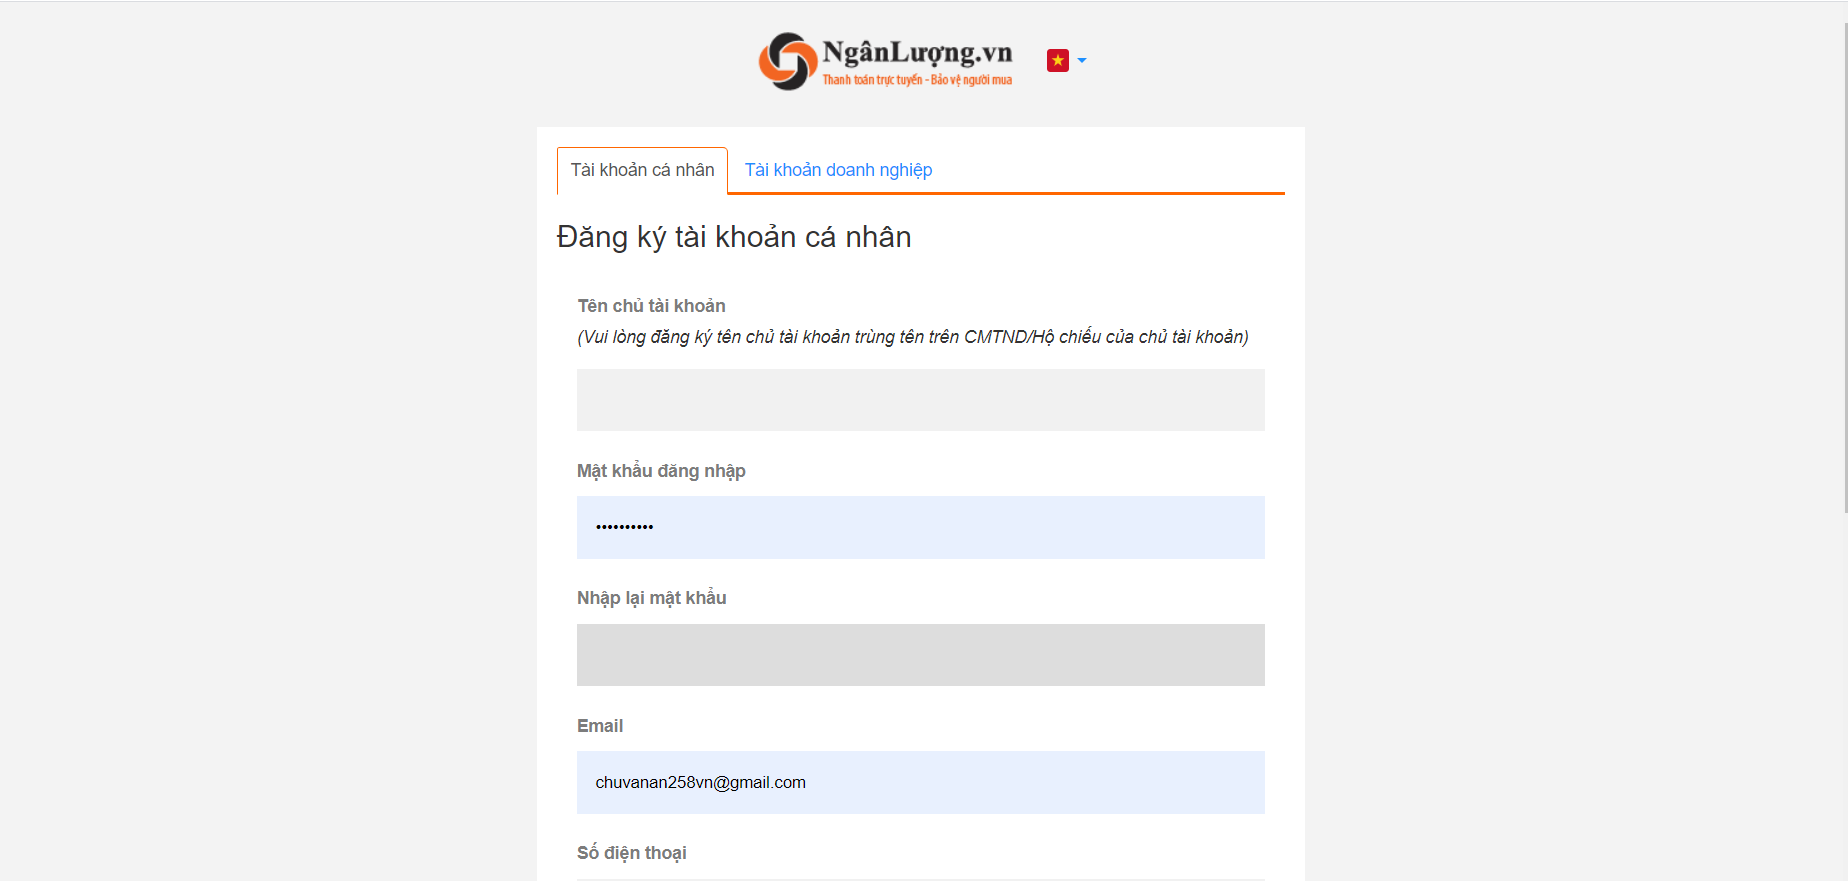 NgânLượng.vn
Thanh toán trực tuyến - Bảo vệ người mua
Tài khoản cá nhân
Tài khoản doanh nghiệp
Đăng ký tài khoản cá nhân
Tên chủ tài khoản
(Vui lòng đăng ký tên chủ tài khoản trùng tên trên CMTND/Hộ chiếu của chủ tài khoản)
Mật khẩu đăng nhập
••••••••••
Nhập lại mật khẩu
Email
chuvanan258vn@gmail.com
Số điện thoại